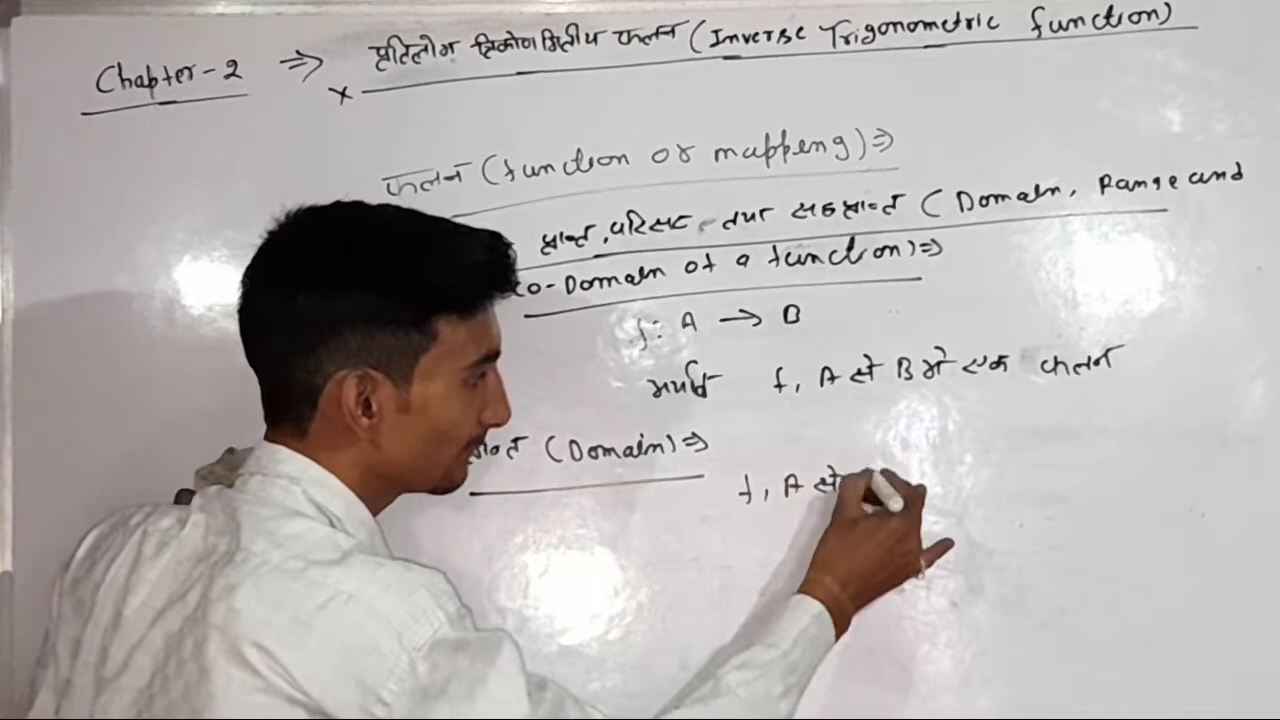 Chapter-2 ⇒ प्रतिलोम त्रिकोणमितीय फलन (Inverse Trigonometric function)
फलन (function or mappeng) ⇒
प्रान्त, परिसर तथा सहप्रान्त (Domain, Range and
Co-Domain of a function) ⇒
f: A → B
अर्थात f, A से B में एक फलन
प्रान्त (Domain) ⇒
f, A से